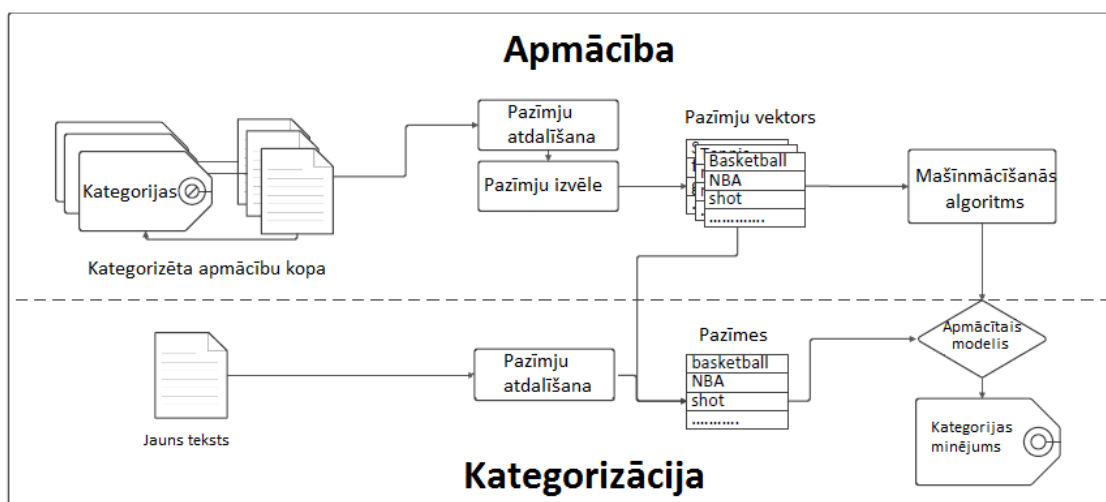 Apmācība
Kategorijas
Kategorizēta apmācību kopa
Pazīmju
atdalīšana
Pazīmju izvēle
Pazīmju vektors
Basketball
NBA
shot
………….
Mašīnmācīšanās
algoritms
Jauns teksts
Pazīmju
atdalīšana
Pazīmes
basketball
NBA
shot
………….
Apmācītais
modelis
Kategorijas
minējums
Kategorizācija